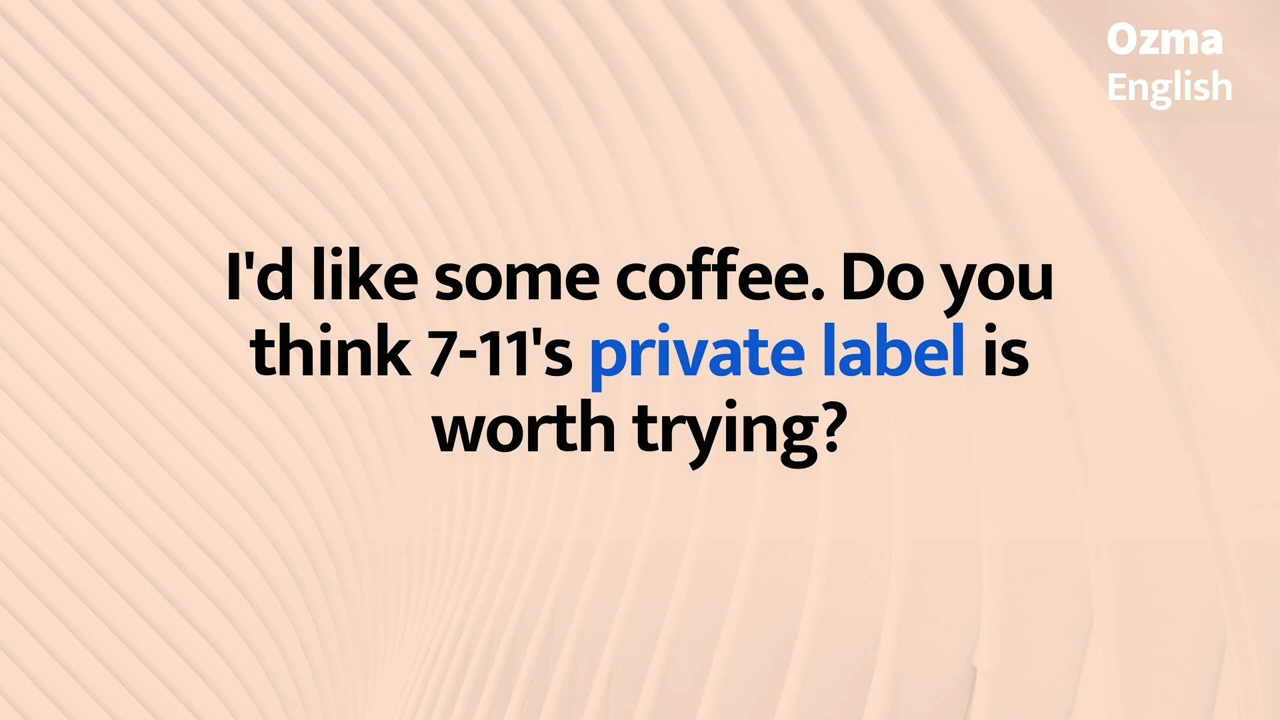 Ozma
English
I'd like some coffee. Do you
think 7-11's private label is
worth trying?